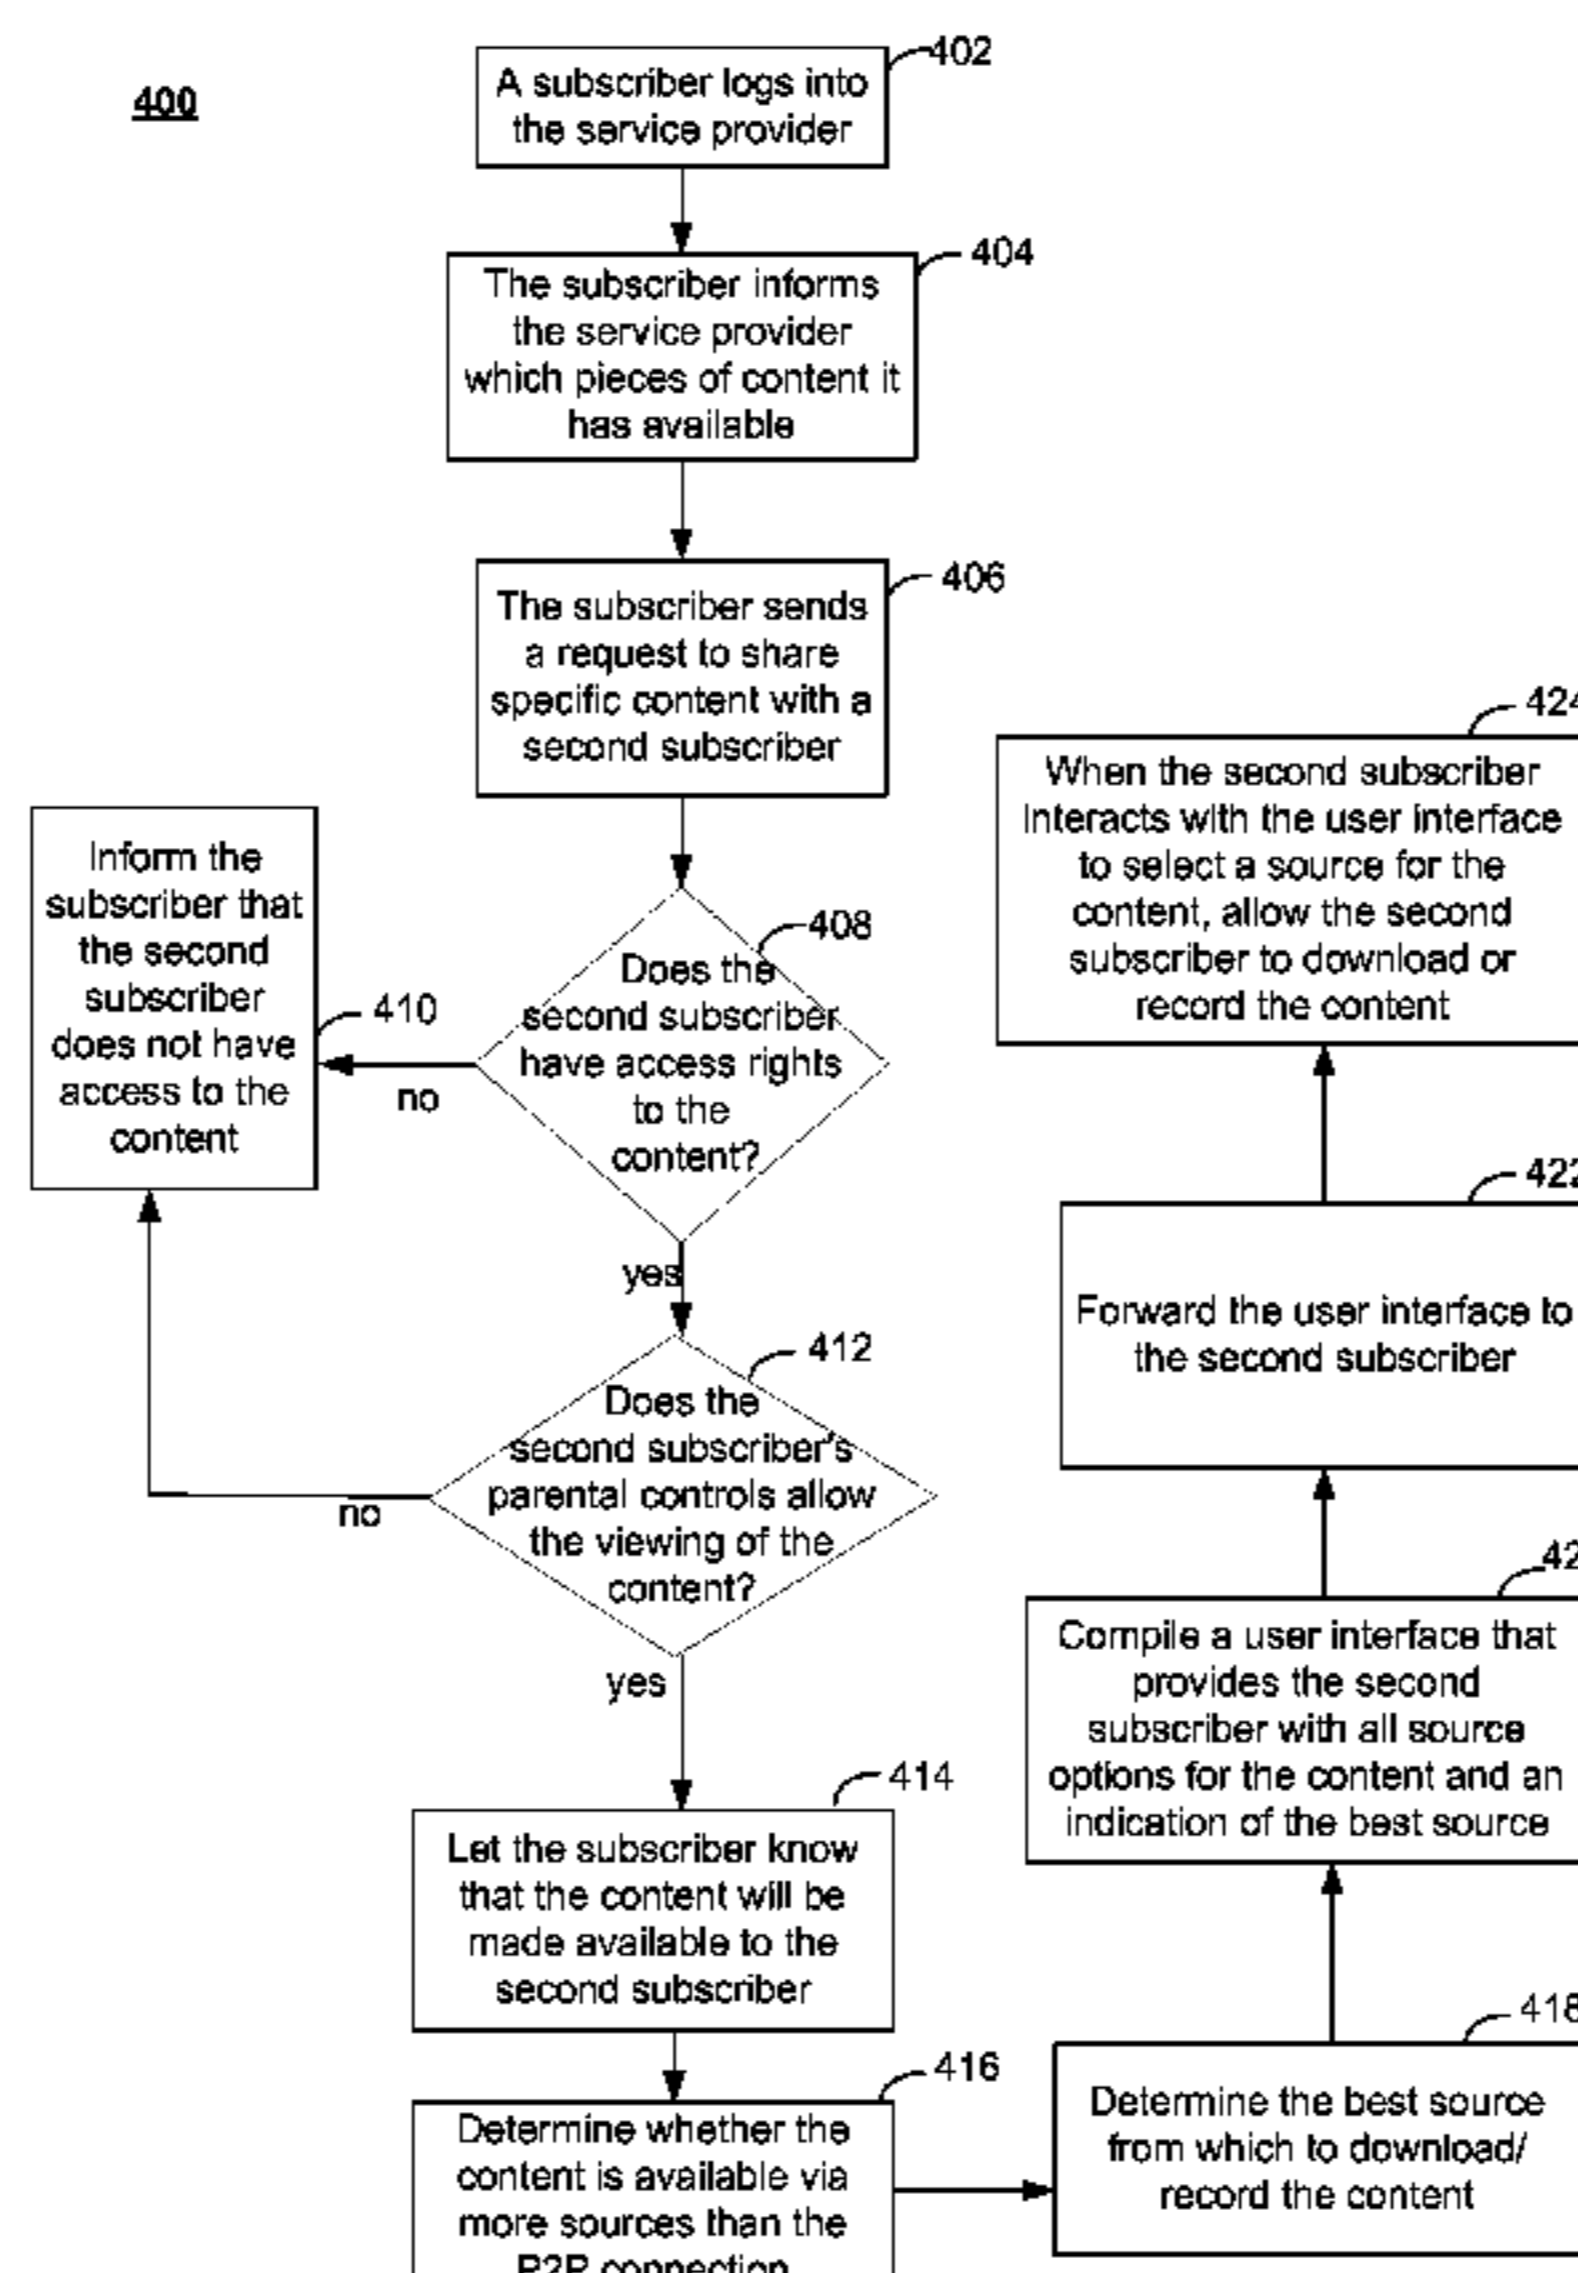 400
402
A subscriber logs into
the service provider
404
The subscriber informs
the service provider
which pieces of content it
has available
406
The subscriber sends
a request to share
specific content with a
second subscriber
408
Does the
second subscriber
have access rights
to the
content?
no
yes
410
Inform the
subscriber that
the second
subscriber
does not have
access to the
content
412
Does the
second subscriber's
parental controls allow
the viewing of the
content?
no
yes
414
Let the subscriber know
that the content will be
made available to the
second subscriber
416
Determine whether the
content is available via
more sources than the
P2P connection
418
Determine the best source
from which to download/
record the content
42
Compile a user interface that
provides the second
subscriber with all source
options for the content and an
indication of the best source
422
Forward the user interface to
the second subscriber
424
When the second subscriber
interacts with the user interface
to select a source for the
content, allow the second
subscriber to download or
record the content